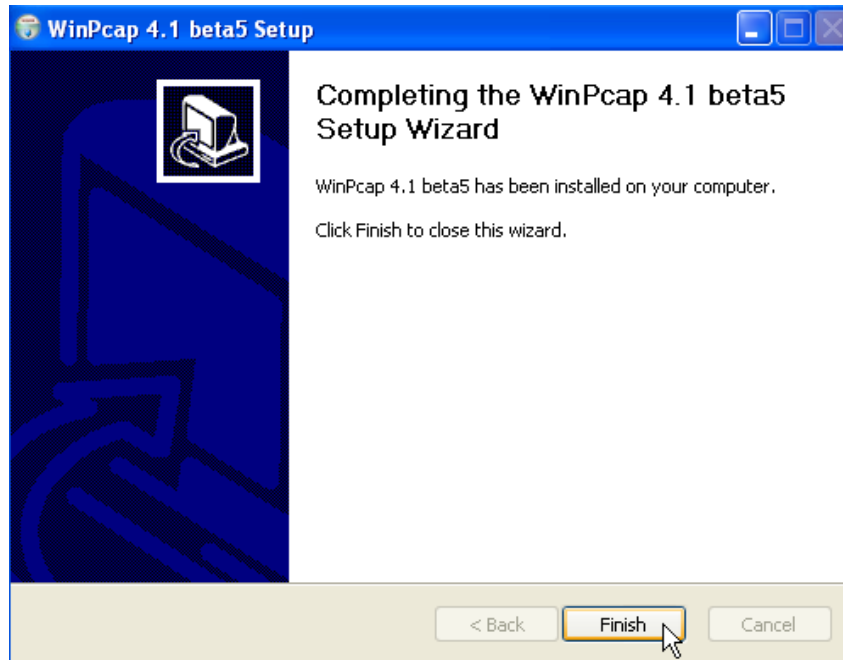 WinPcap 4.1 beta5 Setup
Completing the WinPcap 4.1 beta5
Setup Wizard
WinPcap 4.1 beta5 has been installed on your computer.
Click Finish to close this wizard.
< Back
Finish
Cancel